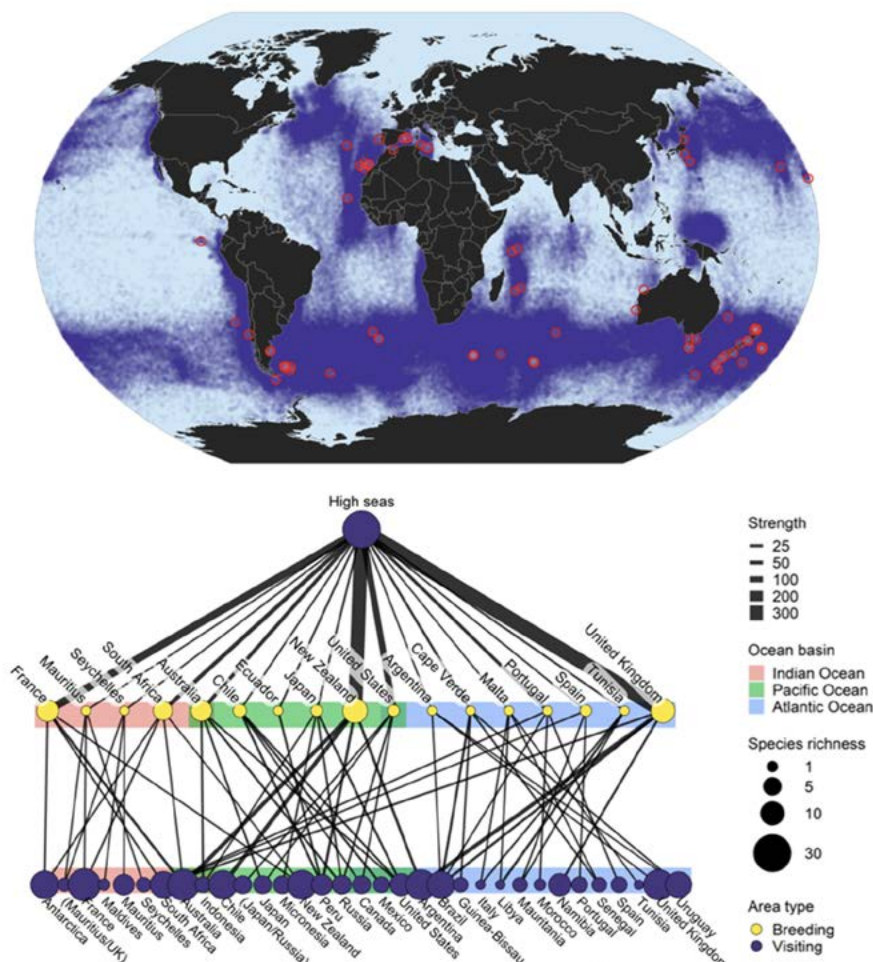 High seas
France
Mauritius
Seychelles
South Africa
Australia
Chile
Ecuador
Japan
New Zealand
United States
Argentina
Cape Verde
Malta
Portugal
Spain
Tunisia
United Kingdom
Antarctica
(Mauritius/UK)
France
Maldives
Mauritius
Seychelles
South Africa
Australia
Indonesia
Chile
(Japan/Russia)
Japan
Micronesia
New Zealand
Peru
Russia
Canada
Mexico
United States
Argentina
Brazil
Guinea-Bissau
Italy
Libya
Mauritania
Morocco
Namibia
Portugal
Senegal
Spain
Tunisia
United Kingdom
Uruguay
Strength
25
50
100
200
300
Ocean basin
Indian Ocean
Pacific Ocean
Atlantic Ocean
Species richness
1
5
10
30
Area type
Breeding
Visiting